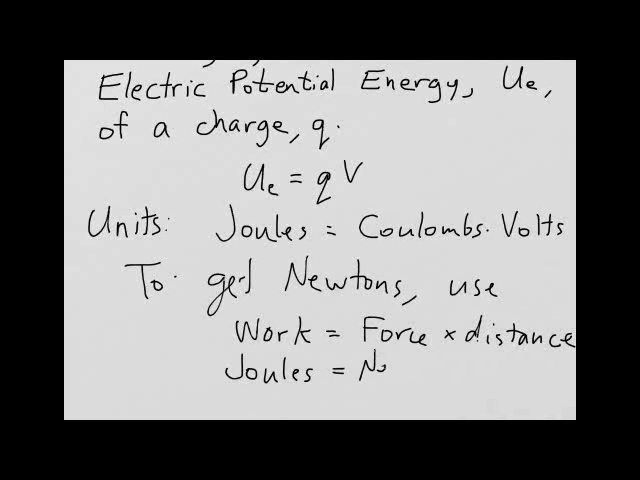 Electric Potential Energy, Ue,
of a charge, q.
Ue = q V
Units: Joules = Coulombs · Volts
To get Newtons, use
Work = Force × distance
Joules = N